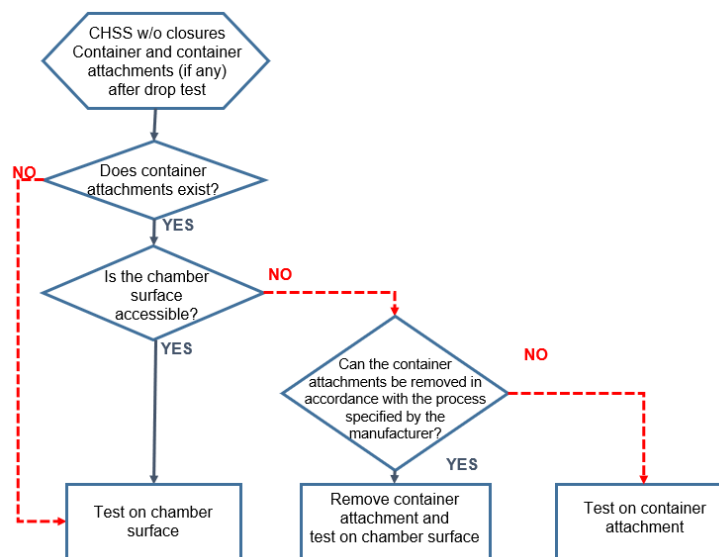 CHSS w/o closures
Container and container
attachments (if any)
after drop test
NO
Does container
attachments exist?
YES
Is the chamber
surface
accessible?
NO
YES
Can the container
attachments be removed in
accordance with the process
specified by the
manufacturer?
NO
YES
Test on chamber
surface
Remove container
attachment and
test on chamber surface
Test on container
attachment